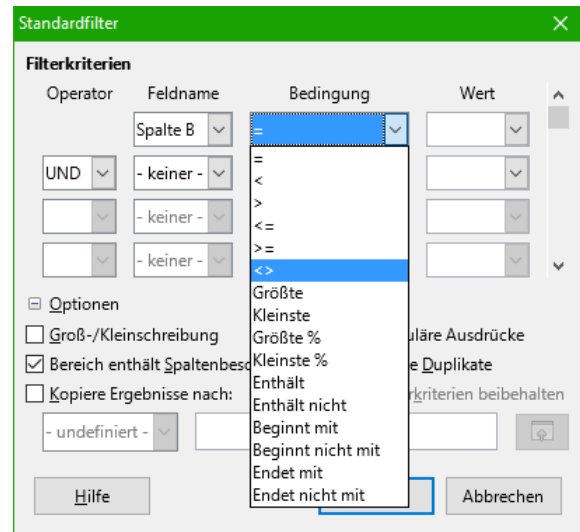 Standardfilter
Filterkriterien
Operator Feldname Bedingung Wert
Spalte B =
UND - keiner -
- keiner -
- keiner -
=
<
>
<=
>=
<>
Größte
Kleinste
Größte %
Kleinste %
Enthält
Enthält nicht
Beginnt mit
Beginnt nicht mit
Endet mit
Endet nicht mit
Optionen
Groß-/Kleinschreibung uläre Ausdrücke
Bereich enthält Spaltenbesc e Duplikate
Kopiere Ergebnisse nach: rkriterien beibehalten
- undefiniert -
Hilfe Abbrechen